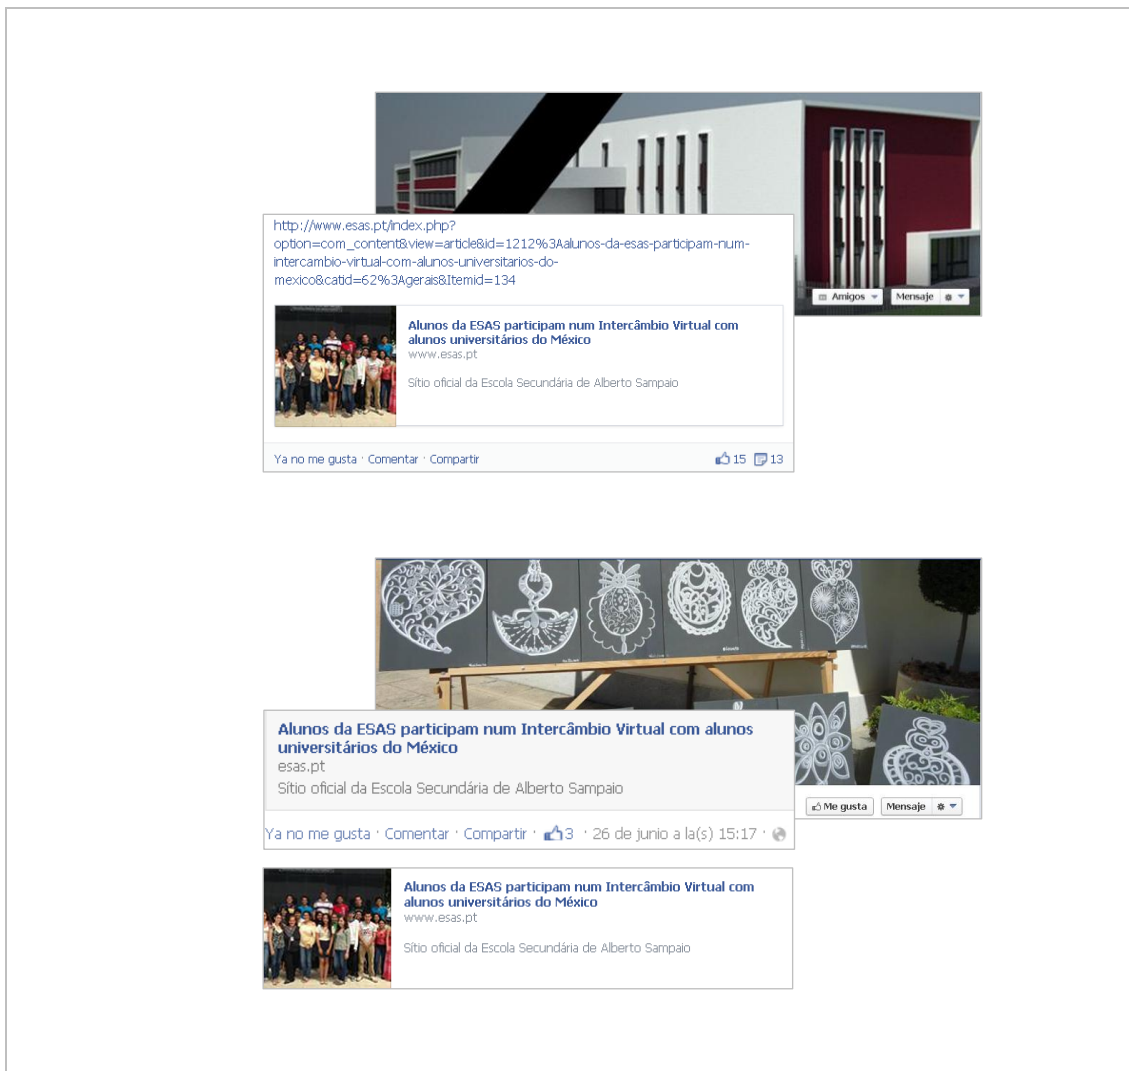 http://www.esas.pt/index.php?
option=com_content&view=article&id=1212%3Aalunos-da-esas-participam-num-
intercambio-virtual-com-alunos-universitarios-do-
mexico&catid=62%3Agerais&Itemid=134
Amigos
Mensaje
Alunos da ESAS participam num Intercâmbio Virtual com
alunos universitários do México
www.esas.pt
Sítio oficial da Escola Secundária de Alberto Sampaio
Ya no me gusta · Comentar · Compartir
15
13
Alunos da ESAS participam num Intercâmbio Virtual com alunos
universitários do México
esas.pt
Sítio oficial da Escola Secundária de Alberto Sampaio
Me gusta
Mensaje
Ya no me gusta · Comentar · Compartir · 3 · 26 de junio a la(s) 15:17 ·
Alunos da ESAS participam num Intercâmbio Virtual com
alunos universitários do México
www.esas.pt
Sítio oficial da Escola Secundária de Alberto Sampaio